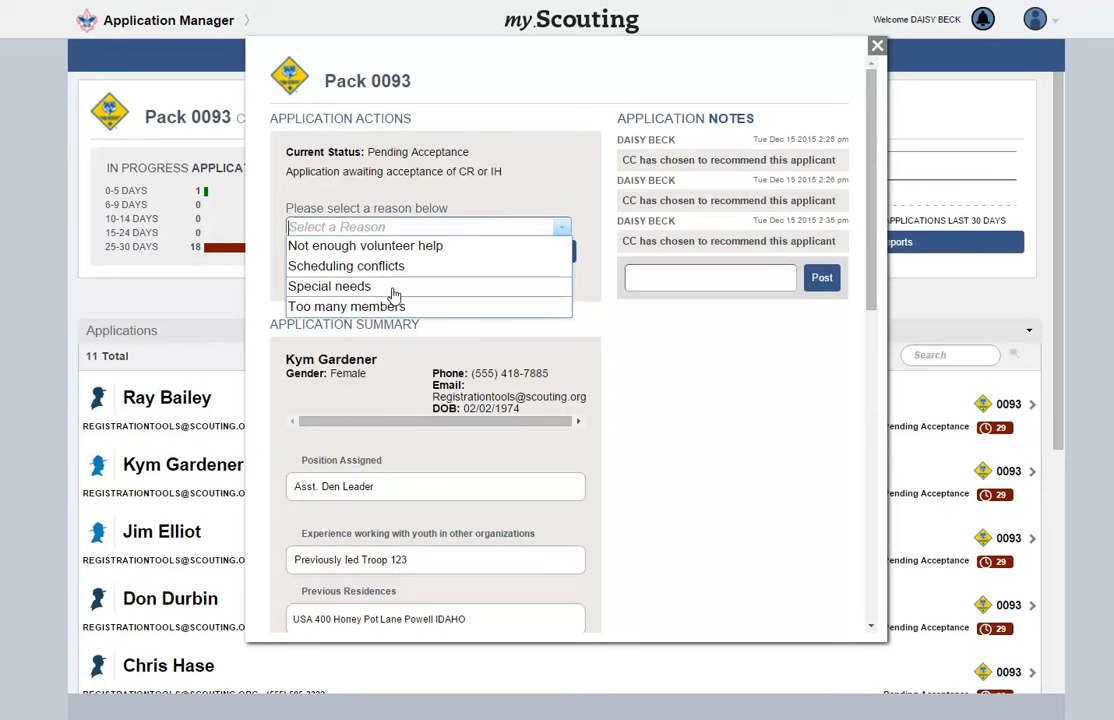 Application Manager
my.Scouting
Welcome DAISY BECK
Pack 0093 C
IN PROGRESS APPLICA
0-5 DAYS 1
6-9 DAYS 0
10-14 DAYS 0
15-24 DAYS 0
25-30 DAYS 18
APPLICATIONS LAST 30 DAYS
eports
Pack 0093
APPLICATION ACTIONS
Current Status: Pending Acceptance
Application awaiting acceptance of CR or IH
Please select a reason below
Select a Reason
Not enough volunteer help
Scheduling conflicts
Special needs
Too many members
APPLICATION SUMMARY
Kym Gardener
Gender: Female
Phone: (555) 418-7885
Email:
Registrationtools@scouting.org
DOB: 02/02/1974
Position Assigned
Asst. Den Leader
Experience working with youth in other organizations
Previously led Troop 123
Previous Residences
USA 400 Honey Pot Lane Powell IDAHO
APPLICATION NOTES
DAISY BECK Tue Dec 15 2015 2:25 pm
CC has chosen to recommend this applicant
DAISY BECK Tue Dec 15 2015 2:26 pm
CC has chosen to recommend this applicant
DAISY BECK Tue Dec 15 2015 2:35 pm
CC has chosen to recommend this applicant
Post
Applications
11 Total
Search
Ray Bailey 0093
REGISTRATIONTOOLS@SCOUTING.O ending Acceptance 29
Kym Gardener 0093
REGISTRATIONTOOLS@SCOUTING.O ending Acceptance 29
Jim Elliot 0093
REGISTRATIONTOOLS@SCOUTING.O ending Acceptance 29
Don Durbin 0093
REGISTRATIONTOOLS@SCOUTING.O ending Acceptance 29
Chris Hase 0093
Pending Acceptance 29